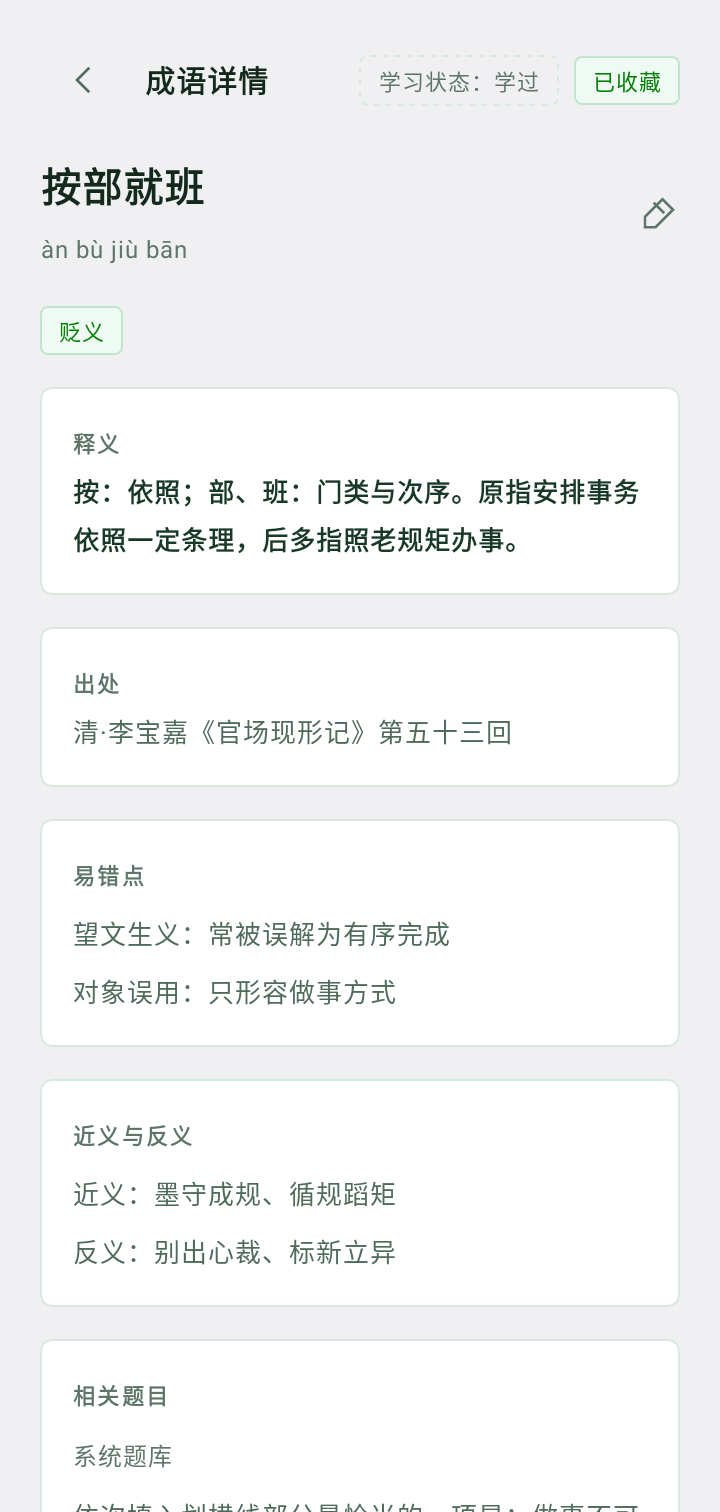 成语详情
学习状态：学过
已收藏
按部就班
àn bù jiù bān
贬义
释义
按：依照；部、班：门类与次序。原指安排事务
依照一定条理，后多指照老规矩办事。
出处
清·李宝嘉《官场现形记》第五十三回
易错点
望文生义：常被误解为有序完成
对象误用：只形容做事方式
近义与反义
近义：墨守成规、循规蹈矩
反义：别出心裁、标新立异
相关题目
系统题库